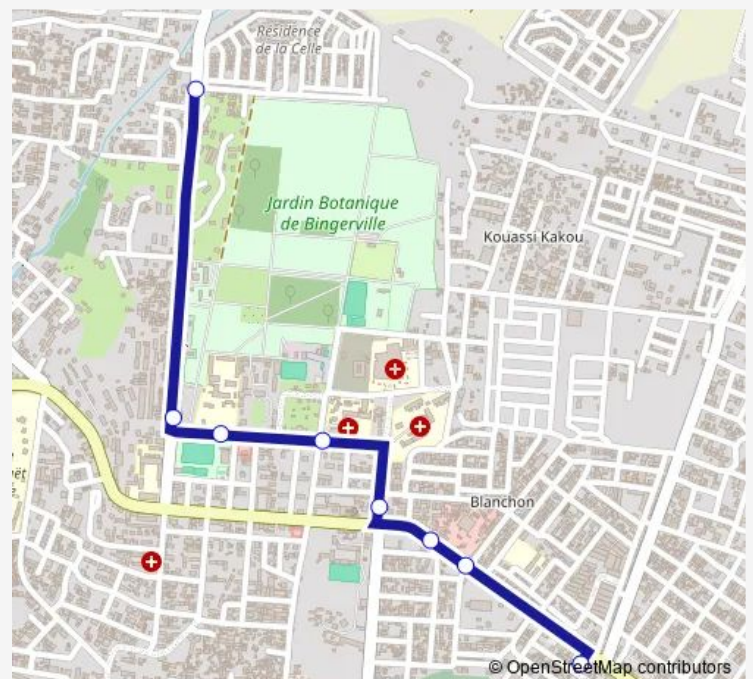 Résidence
de la Celle
Jardin Botanique
de Bingerville
Kouassi Kakou
Blanchon
© OpenStreetMap contributors